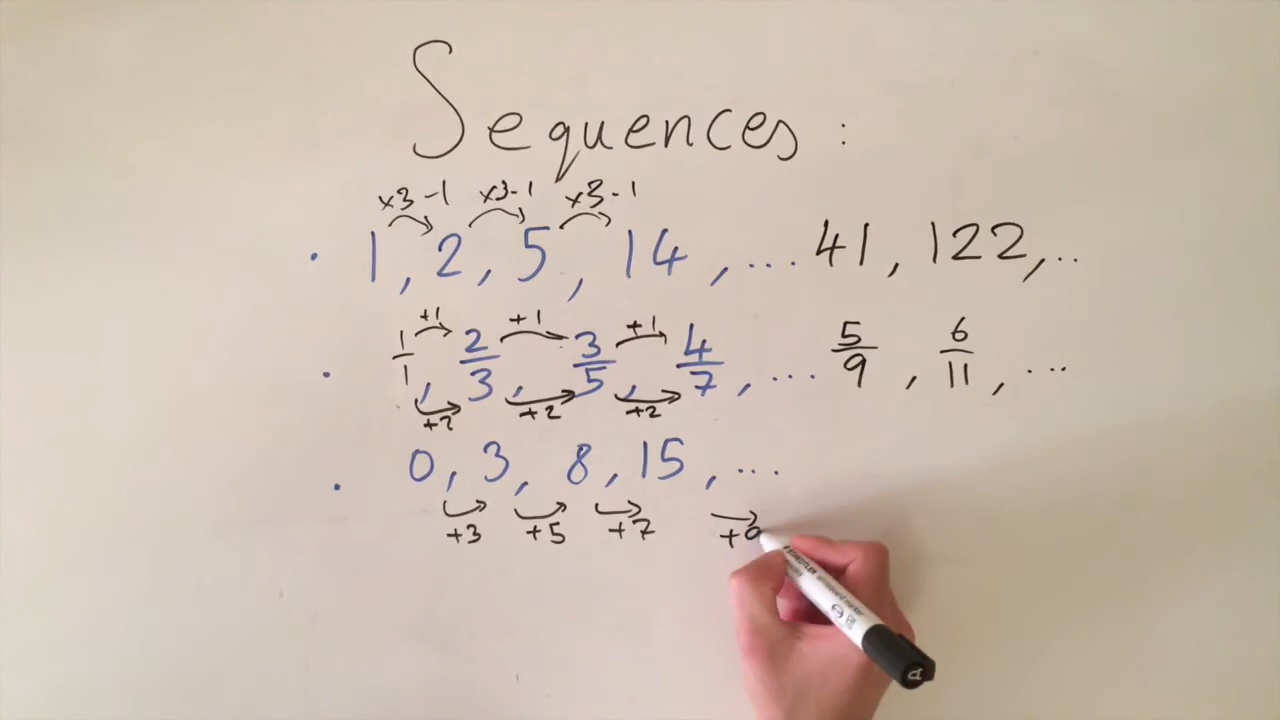 Sequences :
×3-1 ×3-1 ×3-1
. 1, 2, 5, 14, ... 41, 122, ..
+1 +1 +1
. 1/1, 2/3, 3/5, 4/7, ... 5/9, 6/11, ...
+2 +2 +2
. 0, 3, 8, 15, ...
+3 +5 +7 +9
STAEDTLER